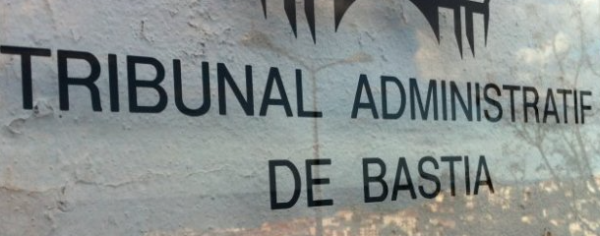 TRIBUNAL ADMINISTRATIF
DE BASTIA